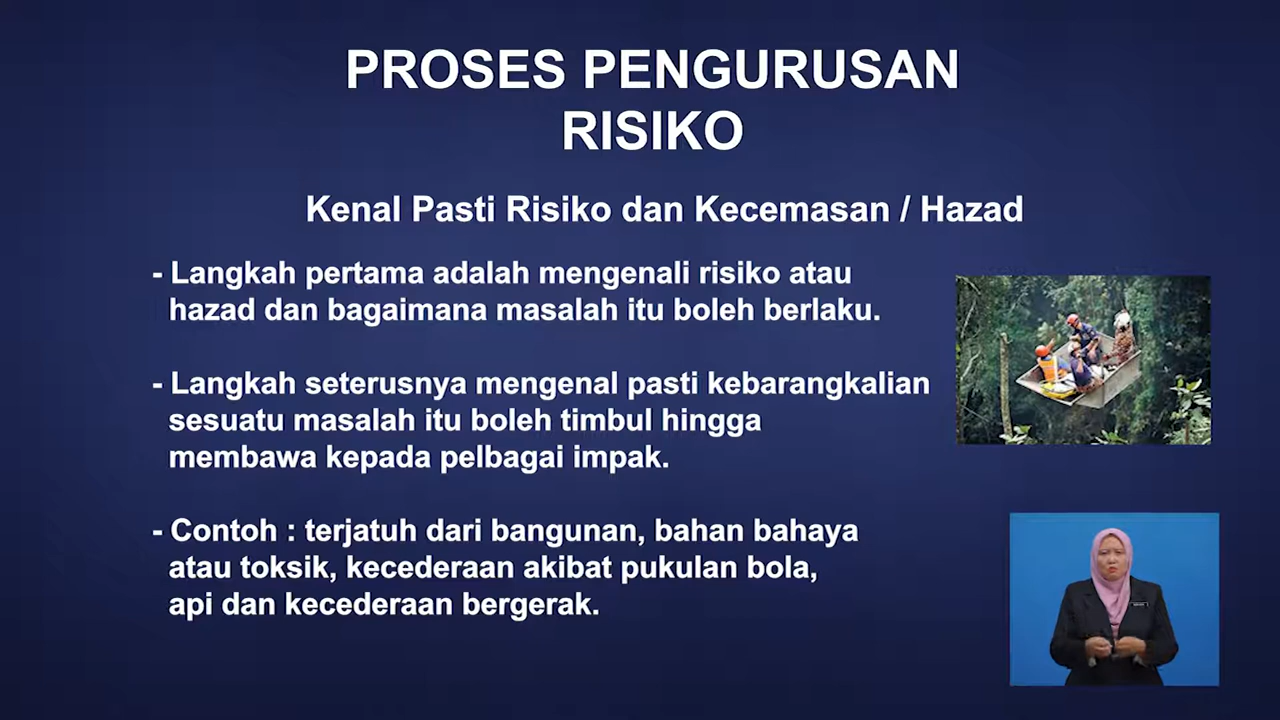 PROSES PENGURUSAN
RISIKO
Kenal Pasti Risiko dan Kecemasan / Hazad
- Langkah pertama adalah mengenali risiko atau
hazad dan bagaimana masalah itu boleh berlaku.
- Langkah seterusnya mengenal pasti kebarangkalian
sesuatu masalah itu boleh timbul hingga
membawa kepada pelbagai impak.
- Contoh : terjatuh dari bangunan, bahan bahaya
atau toksik, kecederaan akibat pukulan bola,
api dan kecederaan bergerak.